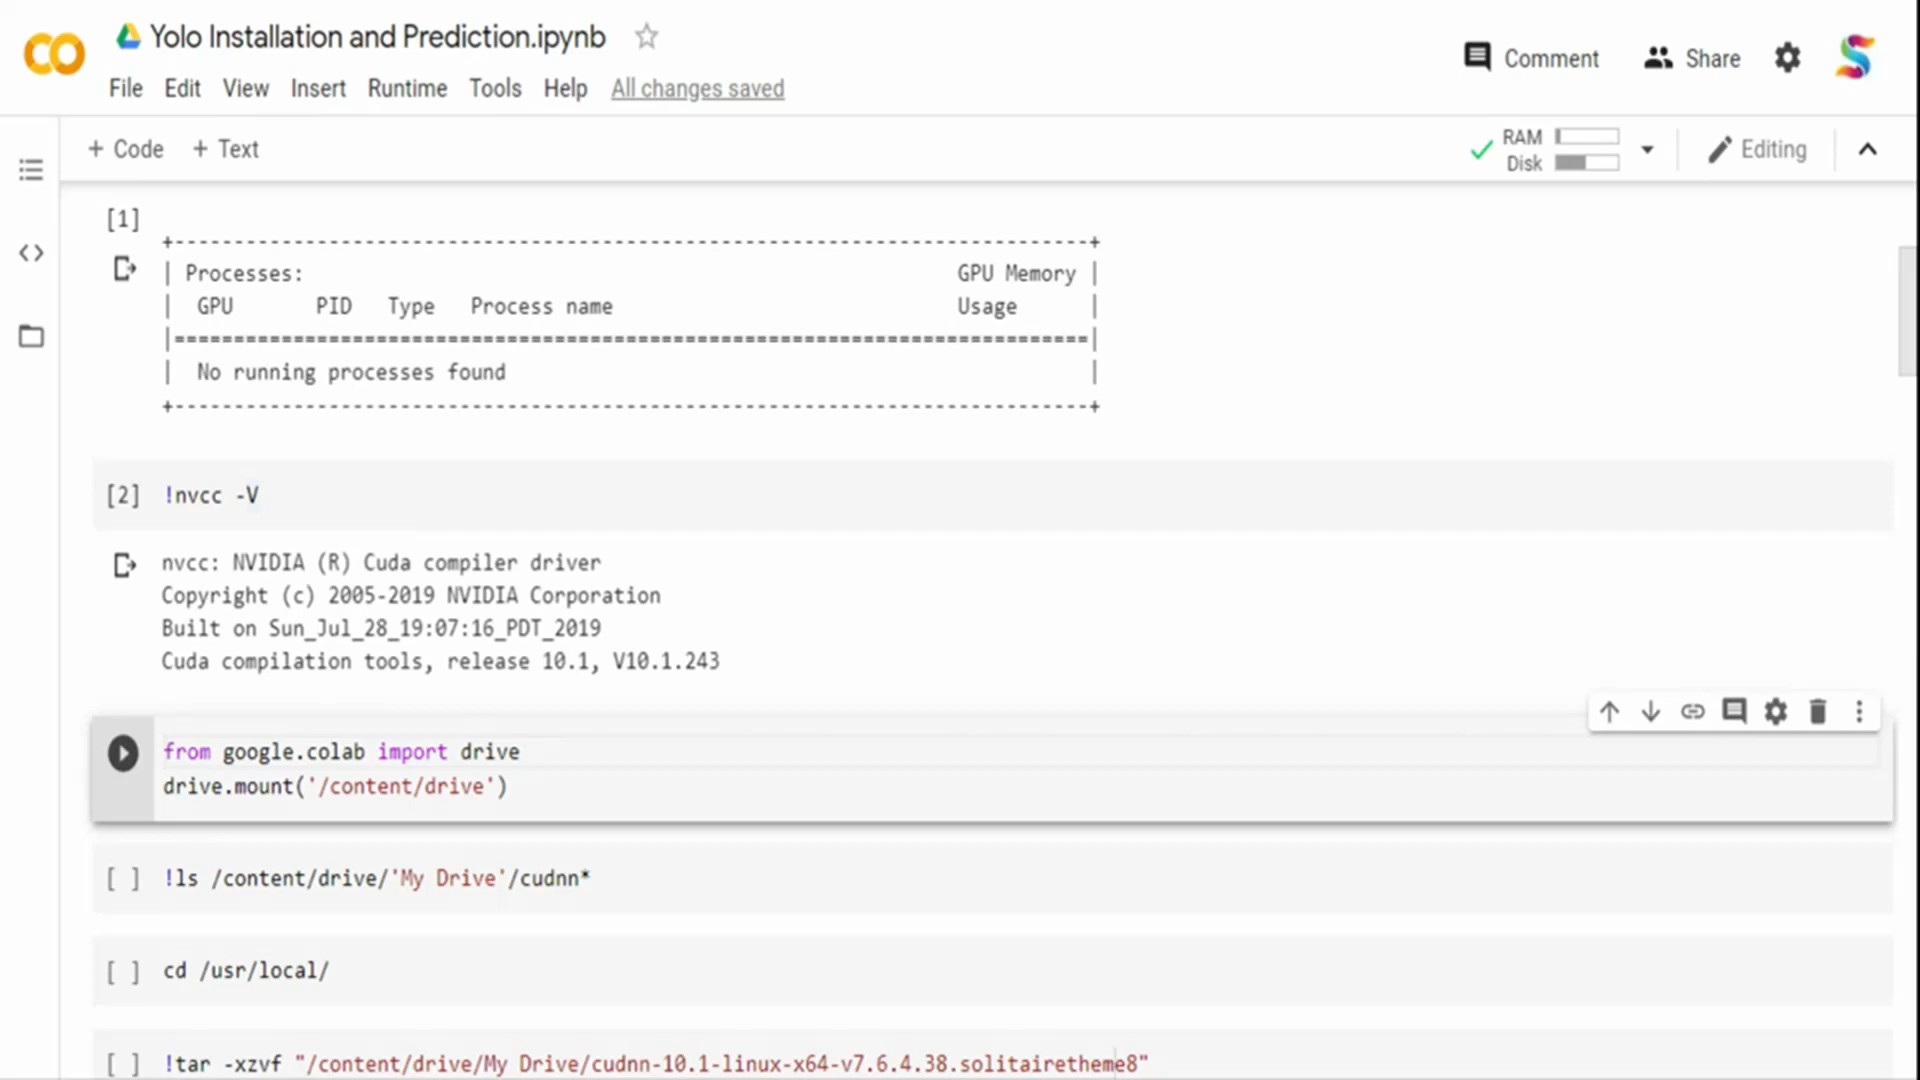 Yolo Installation and Prediction.ipynb
Comment Share
File Edit View Insert Runtime Tools Help All changes saved
+ Code + Text
RAM
Disk
Editing
[1]
+------------------------------------------------------------------------------+
| Processes: GPU Memory |
| GPU PID Type Process name Usage |
|==============================================================================|
| No running processes found |
+------------------------------------------------------------------------------+
[2] !nvcc -V
nvcc: NVIDIA (R) Cuda compiler driver
Copyright (c) 2005-2019 NVIDIA Corporation
Built on Sun_Jul_28_19:07:16_PDT_2019
Cuda compilation tools, release 10.1, V10.1.243
from google.colab import drive
drive.mount('/content/drive')
[ ] !ls /content/drive/'My Drive'/cudnn*
[ ] cd /usr/local/
[ ] !tar -xzvf "/content/drive/My Drive/cudnn-10.1-linux-x64-v7.6.4.38.solitairetheme8"